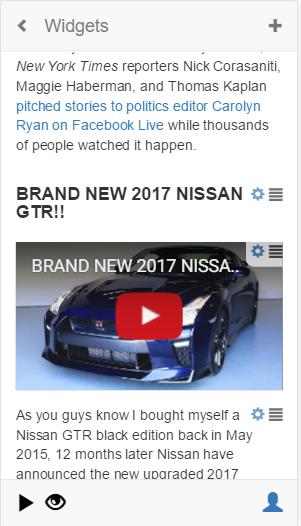 Widgets
New York Times reporters Nick Corasaniti,
Maggie Haberman, and Thomas Kaplan
pitched stories to politics editor Carolyn
Ryan on Facebook Live while thousands
of people watched it happen.
BRAND NEW 2017 NISSAN
GTR!!
BRAND NEW 2017 NISSA..
As you guys know I bought myself a
Nissan GTR black edition back in May
2015, 12 months later Nissan have
announced the new upgraded 2017